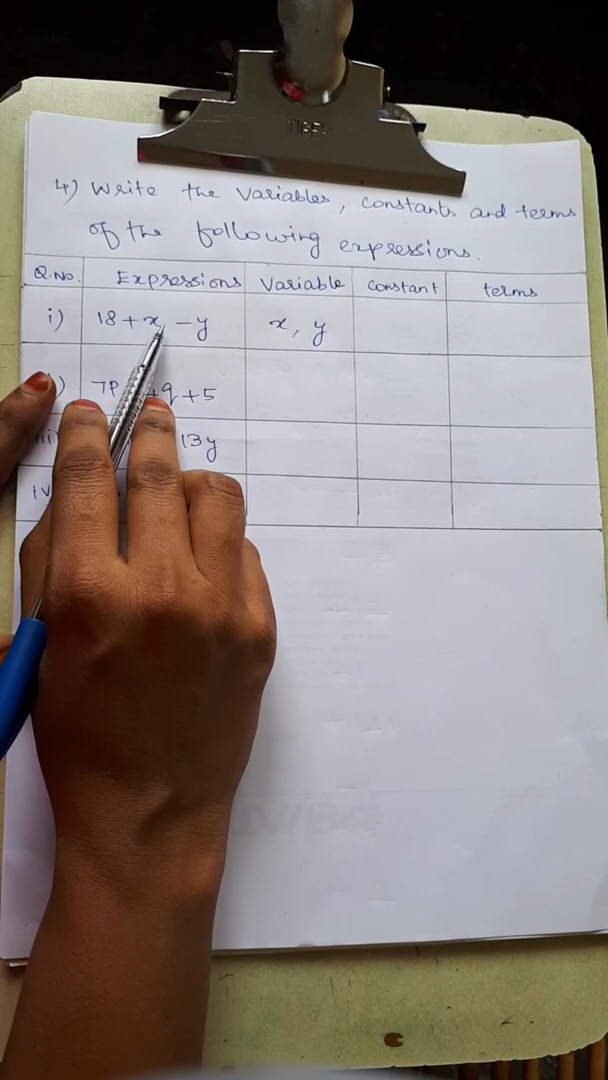 4) Write the variables, constants and terms
of the following expressions.
Q.No. Expressions Variable constant terms
i) 18 + x - y x, y
7P +q +5
13y
iv